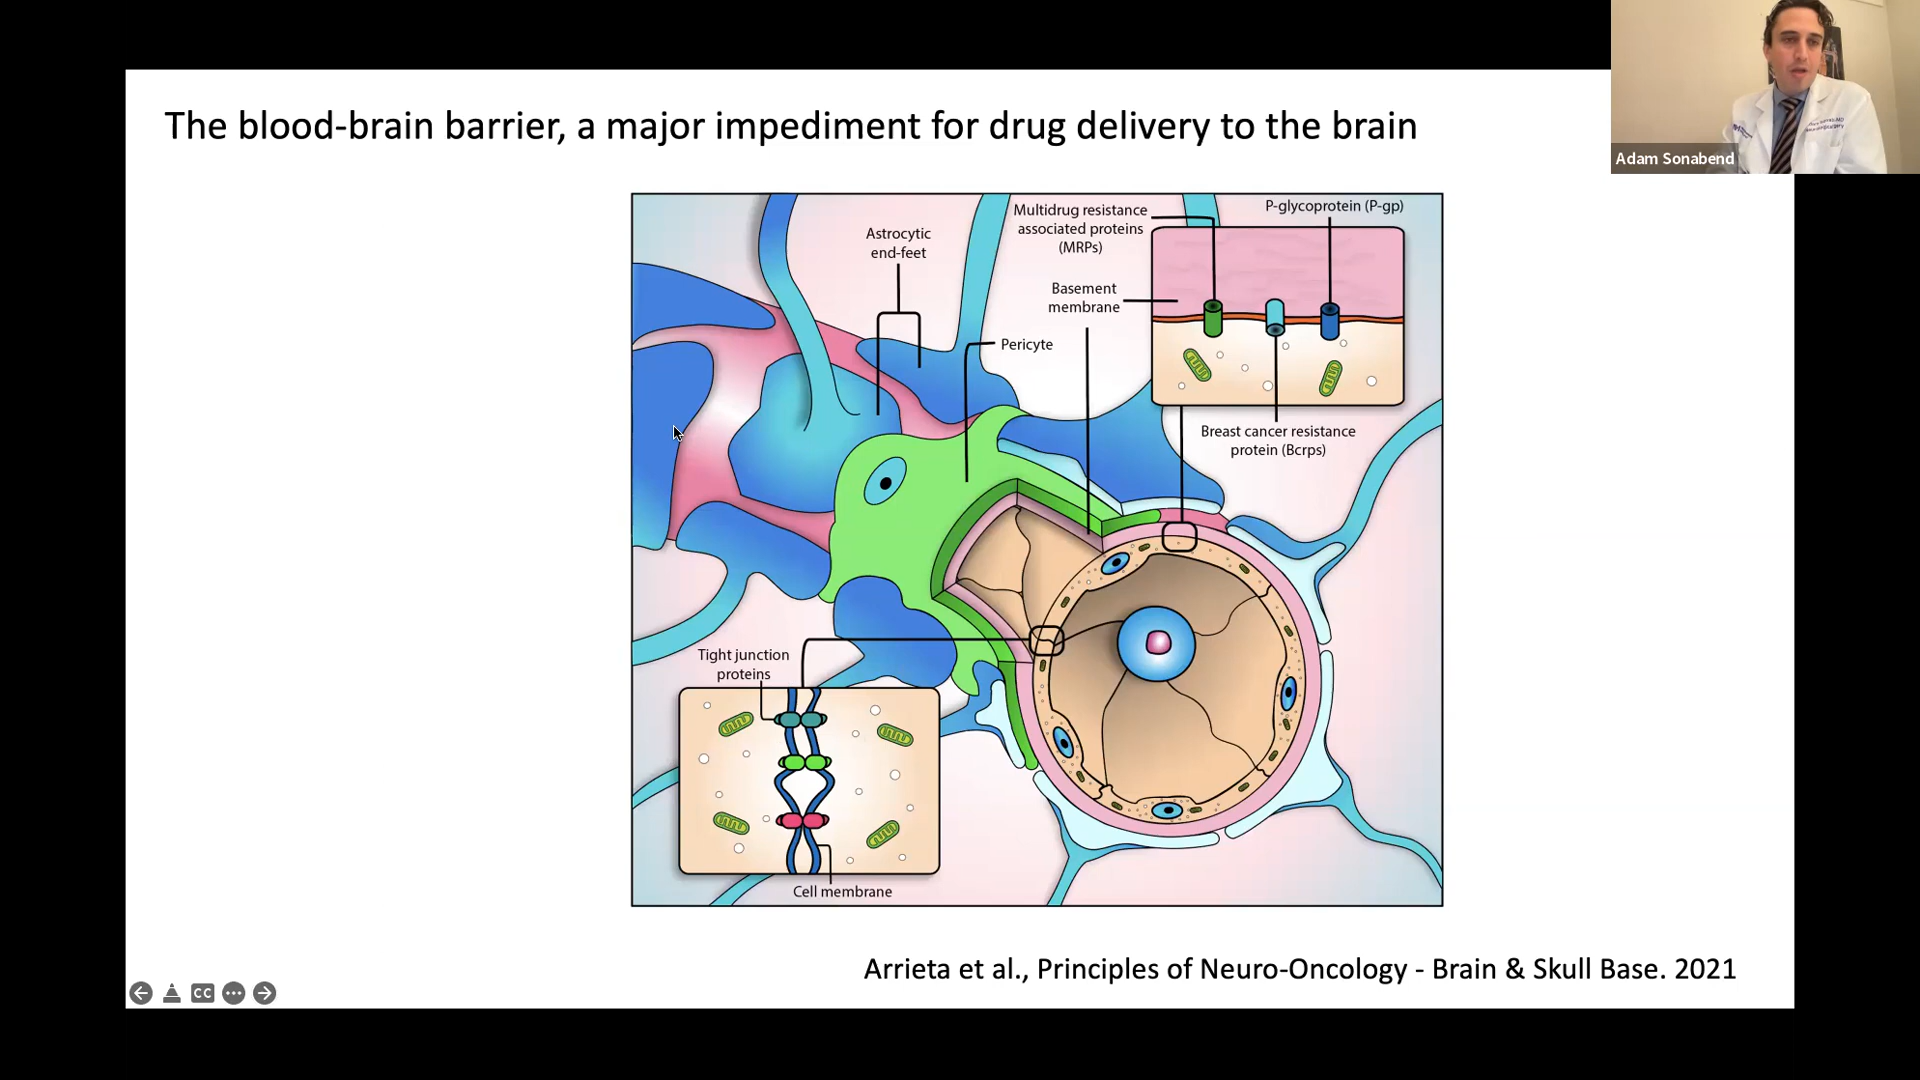 The blood-brain barrier, a major impediment for drug delivery to the brain
Adam Sonabend
Astrocytic
end-feet
Multidrug resistance
associated proteins
(MRPs)
P-glycoprotein (P-gp)
Basement
membrane
Pericyte
Breast cancer resistance
protein (Bcrps)
Tight junction
proteins
Cell membrane
Arrieta et al., Principles of Neuro-Oncology - Brain & Skull Base. 2021
CC